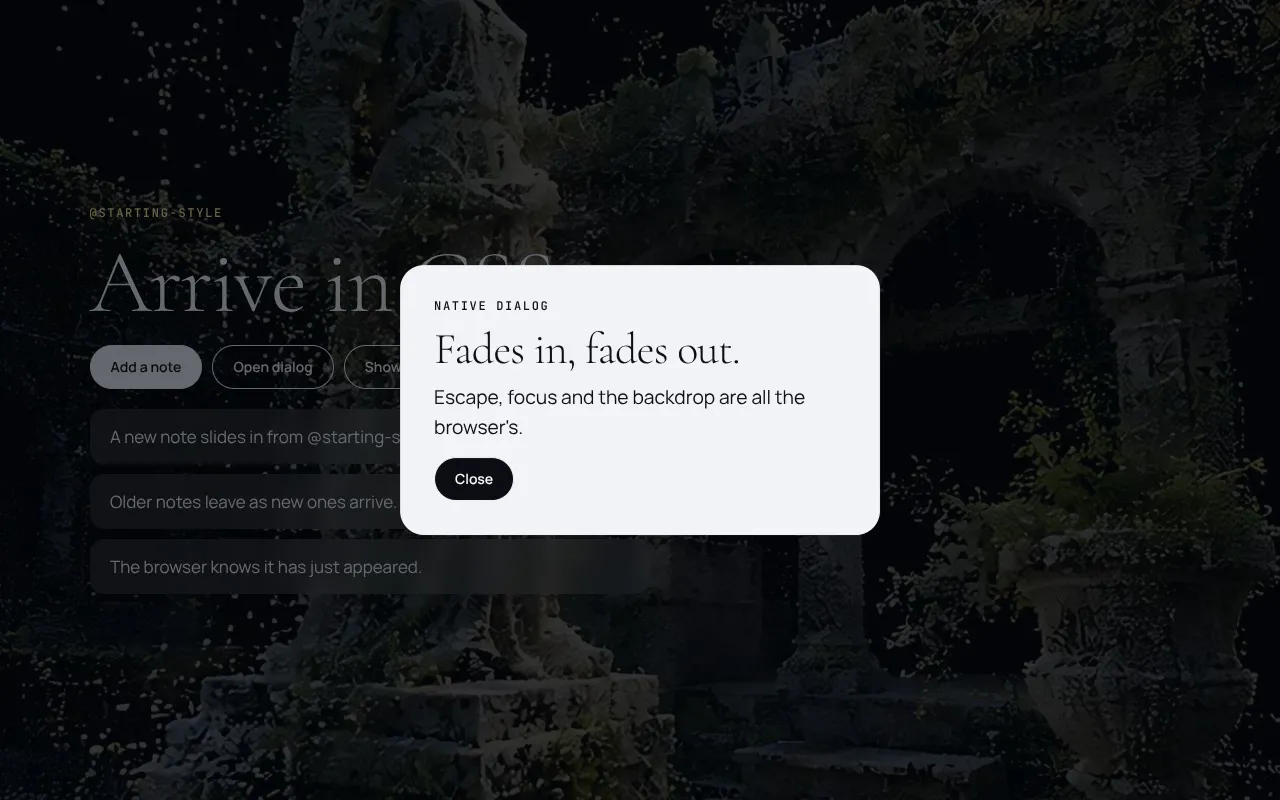 @STARTING-STYLE
Arrive in CSS
Add a note
Open dialog
Show
A new note slides in from @starting-s
Older notes leave as new ones arrive.
The browser knows it has just appeared.
NATIVE DIALOG
Fades in, fades out.
Escape, focus and the backdrop are all the
browser's.
Close